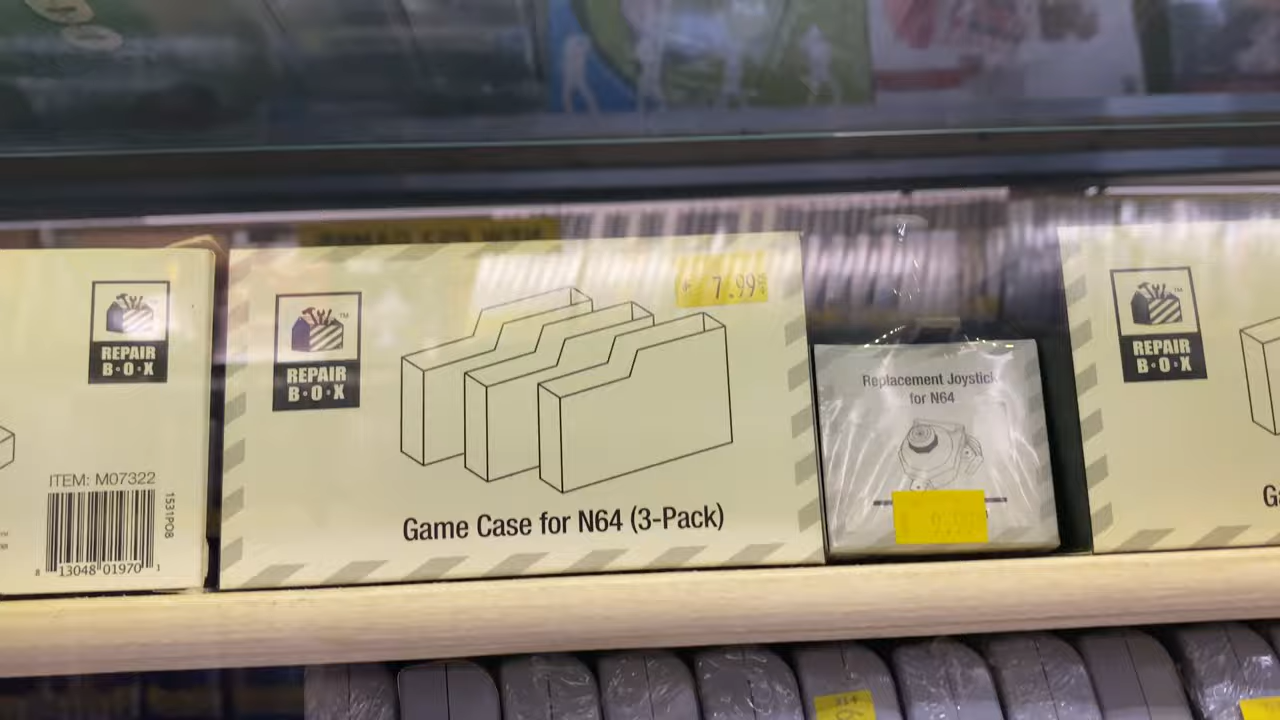 REPAIR
B·O·X
ITEM: M07322
1531P08
8 13048 01970 1
REPAIR
B·O·X
7.99
Game Case for N64 (3-Pack)
Replacement Joystick
for N64
REPAIR
B·O·X